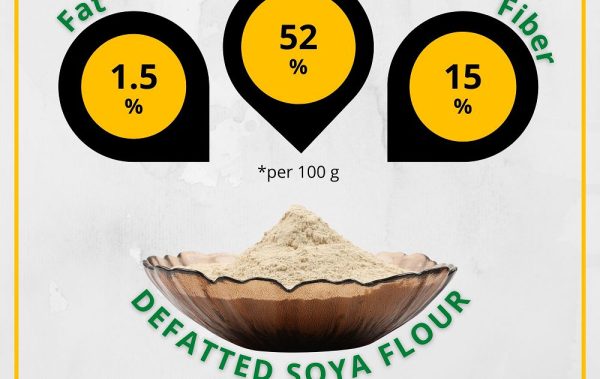 Fat
Fiber
52
%
1.5
%
15
%
*per 100 g
DEFATTED SOYA FLOUR